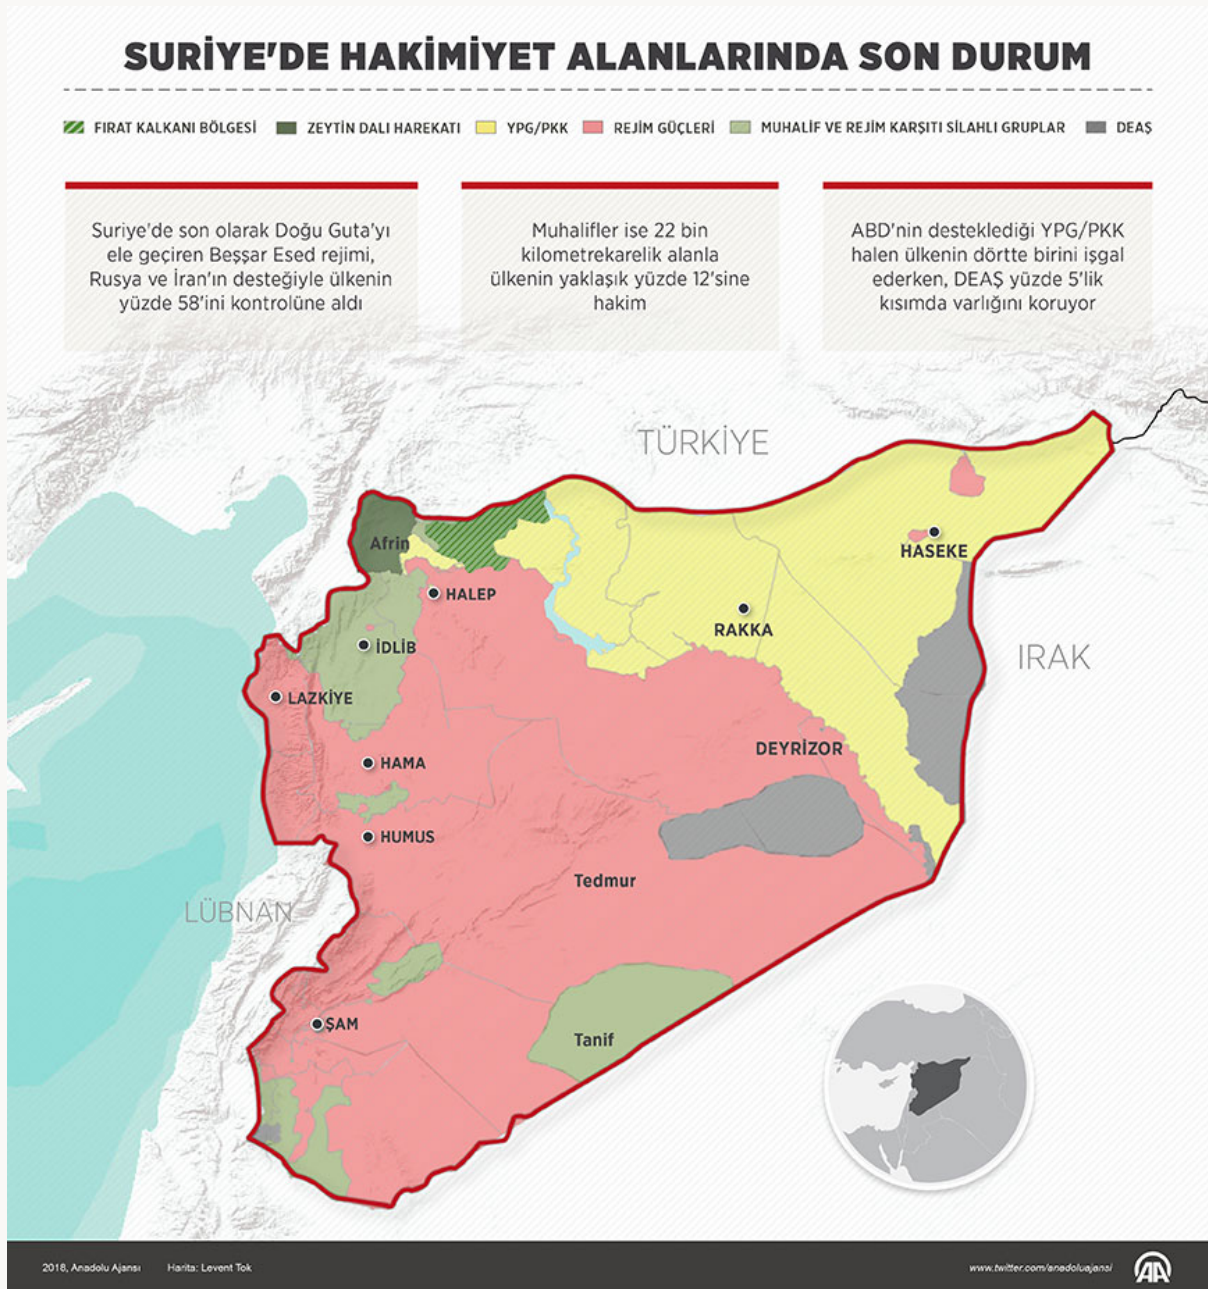 SURİYE'DE HAKİMİYET ALANLARINDA SON DURUM
FIRAT KALKANI BÖLGESİ
ZEYTİN DALI HAREKATI
YPG/PKK
REJİM GÜÇLERİ
MUHALİF VE REJİM KARŞITI SİLAHLI GRUPLAR
DEAŞ
Suriye'de son olarak Doğu Guta'yı
ele geçiren Beşşar Esed rejimi,
Rusya ve İran'ın desteğiyle ülkenin
yüzde 58'ini kontrolüne aldı
Muhalifler ise 22 bin
kilometrekarelik alanla
ülkenin yaklaşık yüzde 12'sine
hakim
ABD'nin desteklediği YPG/PKK
halen ülkenin dörtte birini işgal
ederken, DEAŞ yüzde 5'lik
kısımda varlığını koruyor
TÜRKİYE
Afrin
HASEKE
HALEP
RAKKA
İDLİB
IRAK
LAZKİYE
DEYRİZOR
HAMA
HUMUS
Tedmur
LÜBNAN
ŞAM
Tanif
2018, Anadolu Ajansı
Harita: Levent Tok
www.twitter.com/anadoluajansi
AA